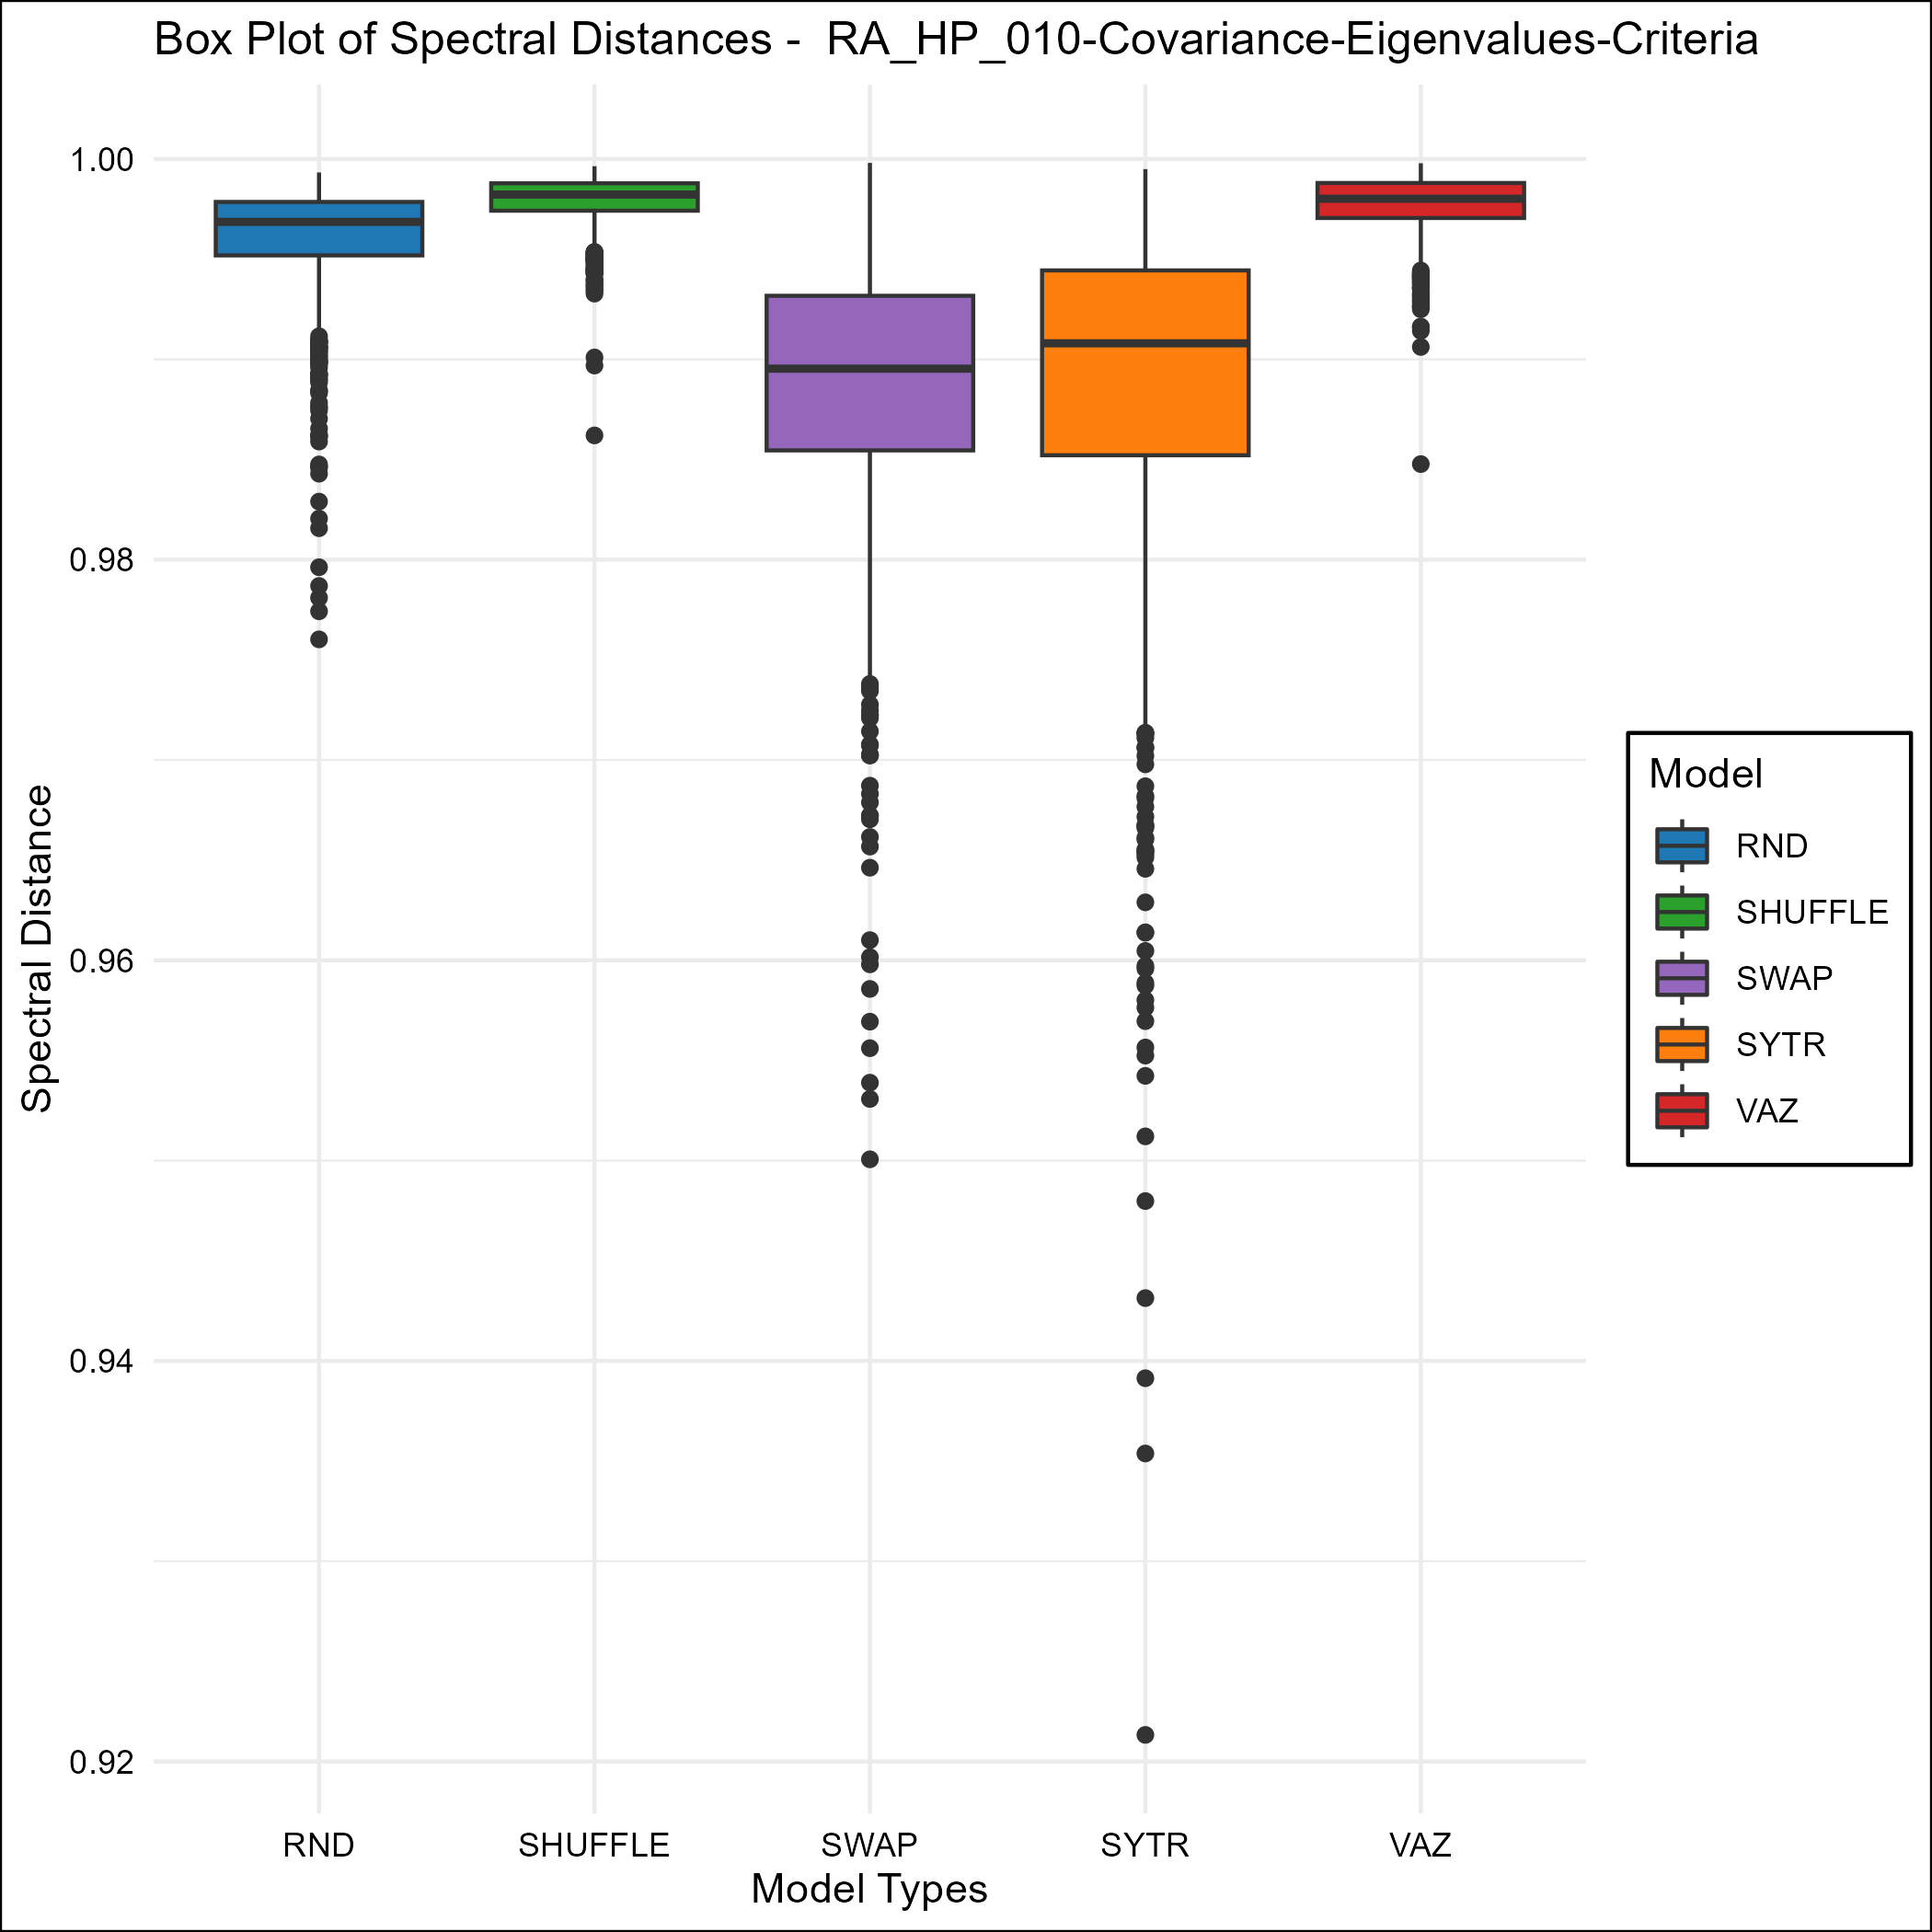 Box Plot of Spectral Distances -  RA_HP_010-Covariance-Eigenvalues-Criteria
Spectral Distance
1.00
0.98
0.96
0.94
0.92
RND
SHUFFLE
SWAP
SYTR
VAZ
Model Types
Model
RND
SHUFFLE
SWAP
SYTR
VAZ